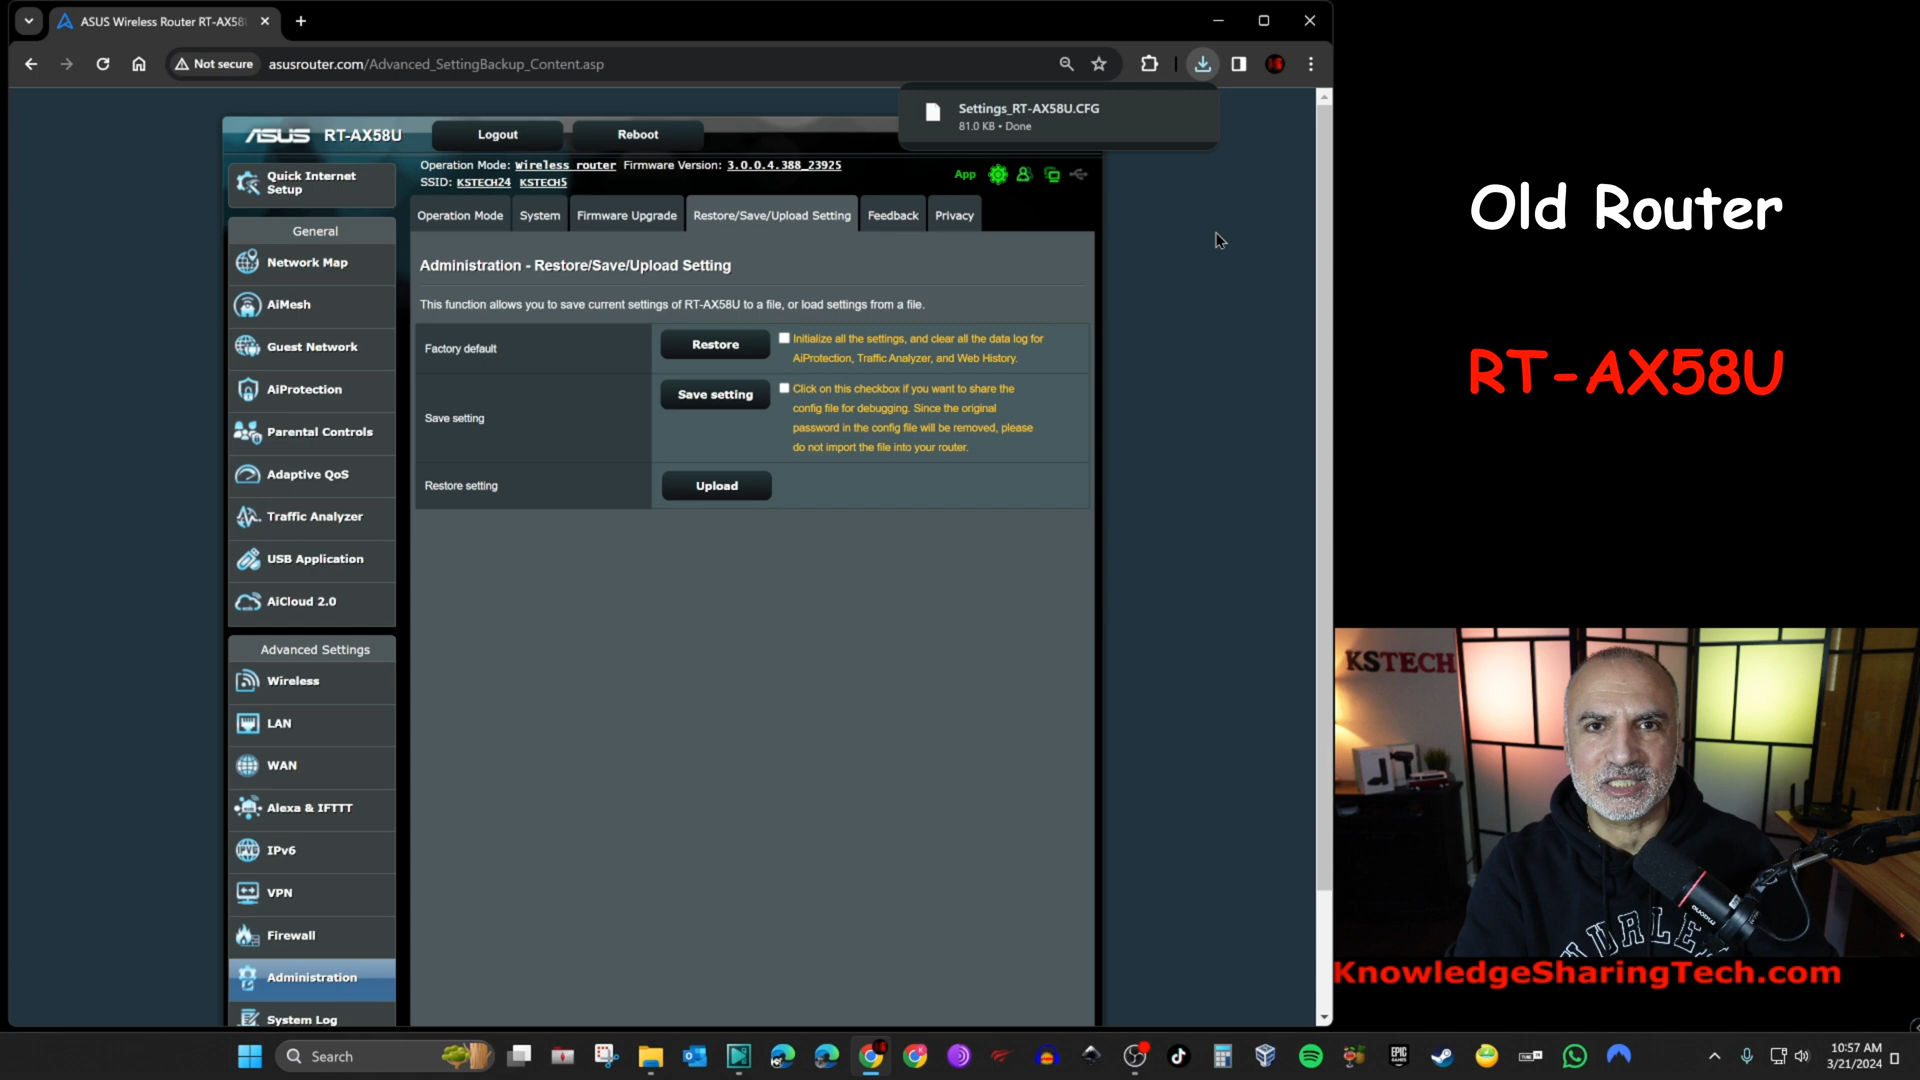 ASUS Wireless Router RT-AX58U
Not secure
asusrouter.com/Advanced_SettingBackup_Content.asp
Settings_RT-AX58U.CFG
81.0 KB • Done
ASUS RT-AX58U
Logout
Reboot
Operation Mode: Wireless router Firmware Version: 3.0.0.4.388_23925
SSID: KSTECH24 KSTECH5
App
Quick Internet
Setup
Operation Mode
System
Firmware Upgrade
Restore/Save/Upload Setting
Feedback
Privacy
General
Network Map
AiMesh
Guest Network
AiProtection
Parental Controls
Adaptive QoS
Traffic Analyzer
USB Application
AiCloud 2.0
Advanced Settings
Wireless
LAN
WAN
Alexa & IFTTT
IPv6
VPN
Firewall
Administration
System Log
Administration - Restore/Save/Upload Setting
This function allows you to save current settings of RT-AX58U to a file, or load settings from a file.
Factory default
Restore
Initialize all the settings, and clear all the data log for
AiProtection, Traffic Analyzer, and Web History.
Save setting
Save setting
Click on this checkbox if you want to share the
config file for debugging. Since the original
password in the config file will be removed, please
do not import the file into your router.
Restore setting
Upload
Old Router
RT-AX58U
KSTECH
KnowledgeSharingTech.com
Search
EPIC
GAMES
10:57 AM
3/21/2024